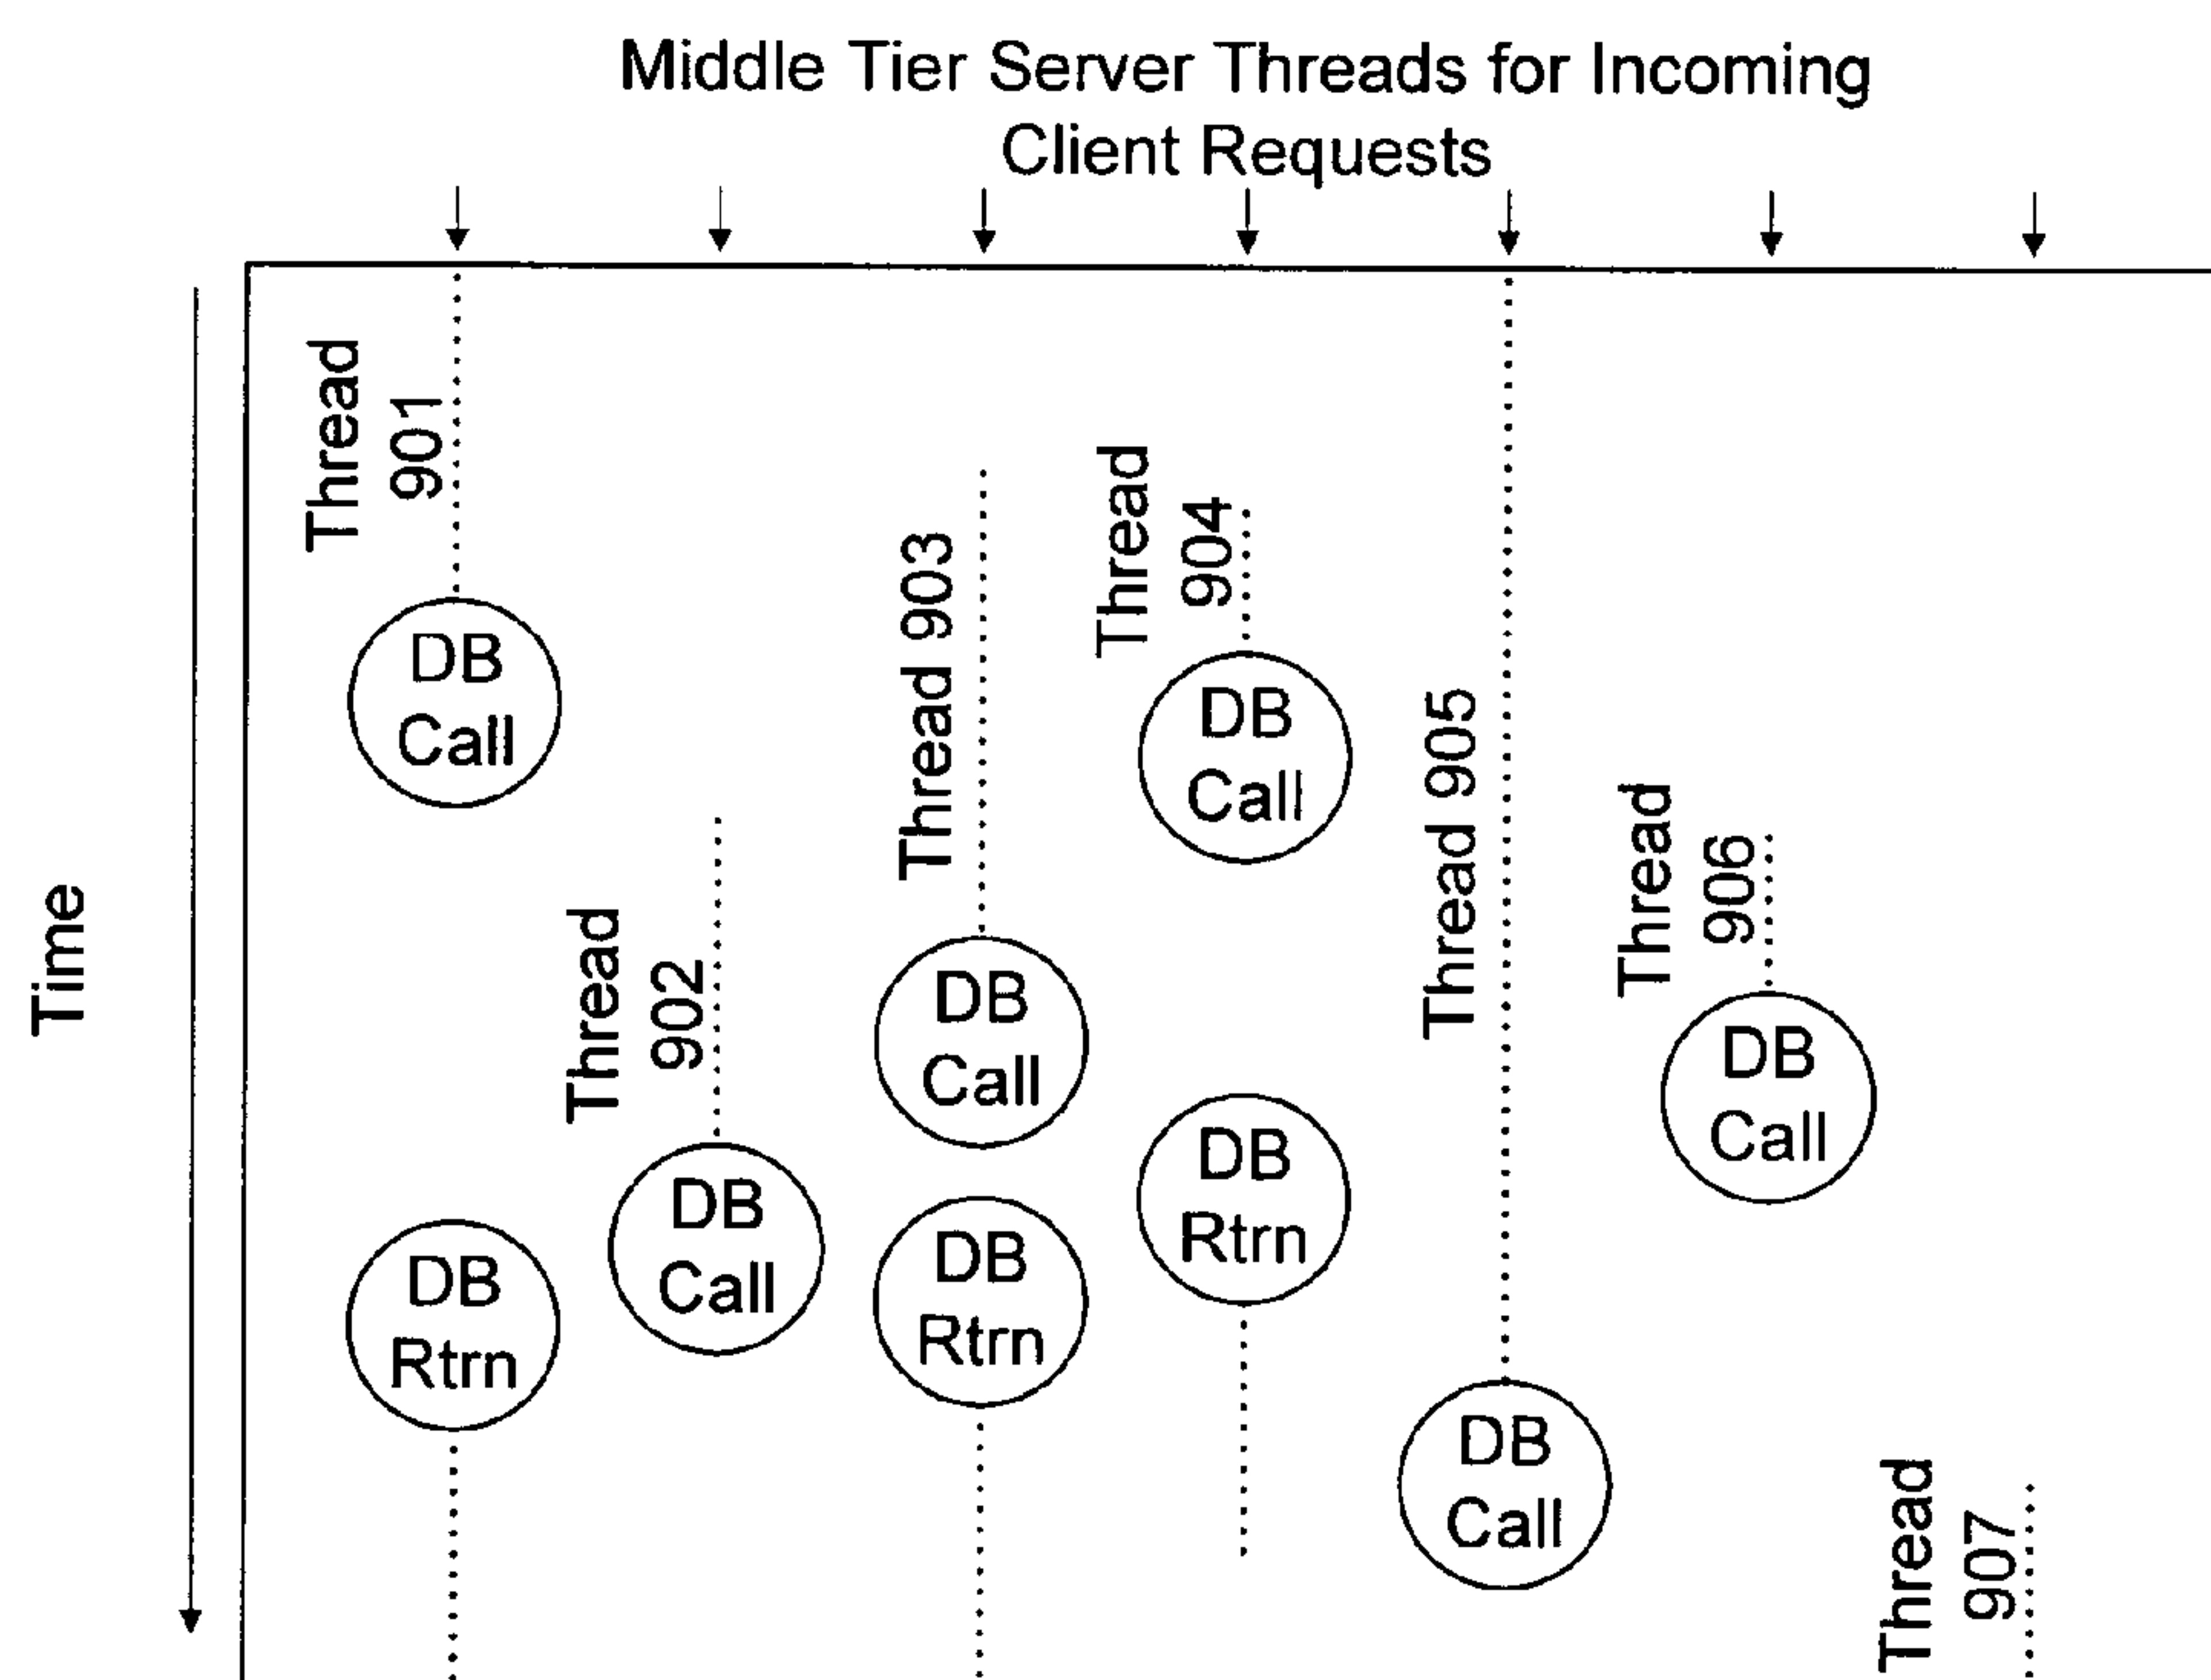 Middle Tier Server Threads for Incoming
Client Requests
Time
Thread
901
DB
Call
DB
Rtrn
Thread
902
DB
Call
Thread 903
DB
Call
DB
Rtrn
Thread
904
DB
Call
DB
Rtrn
Thread 905
DB
Call
Thread
906
DB
Call
Thread
907